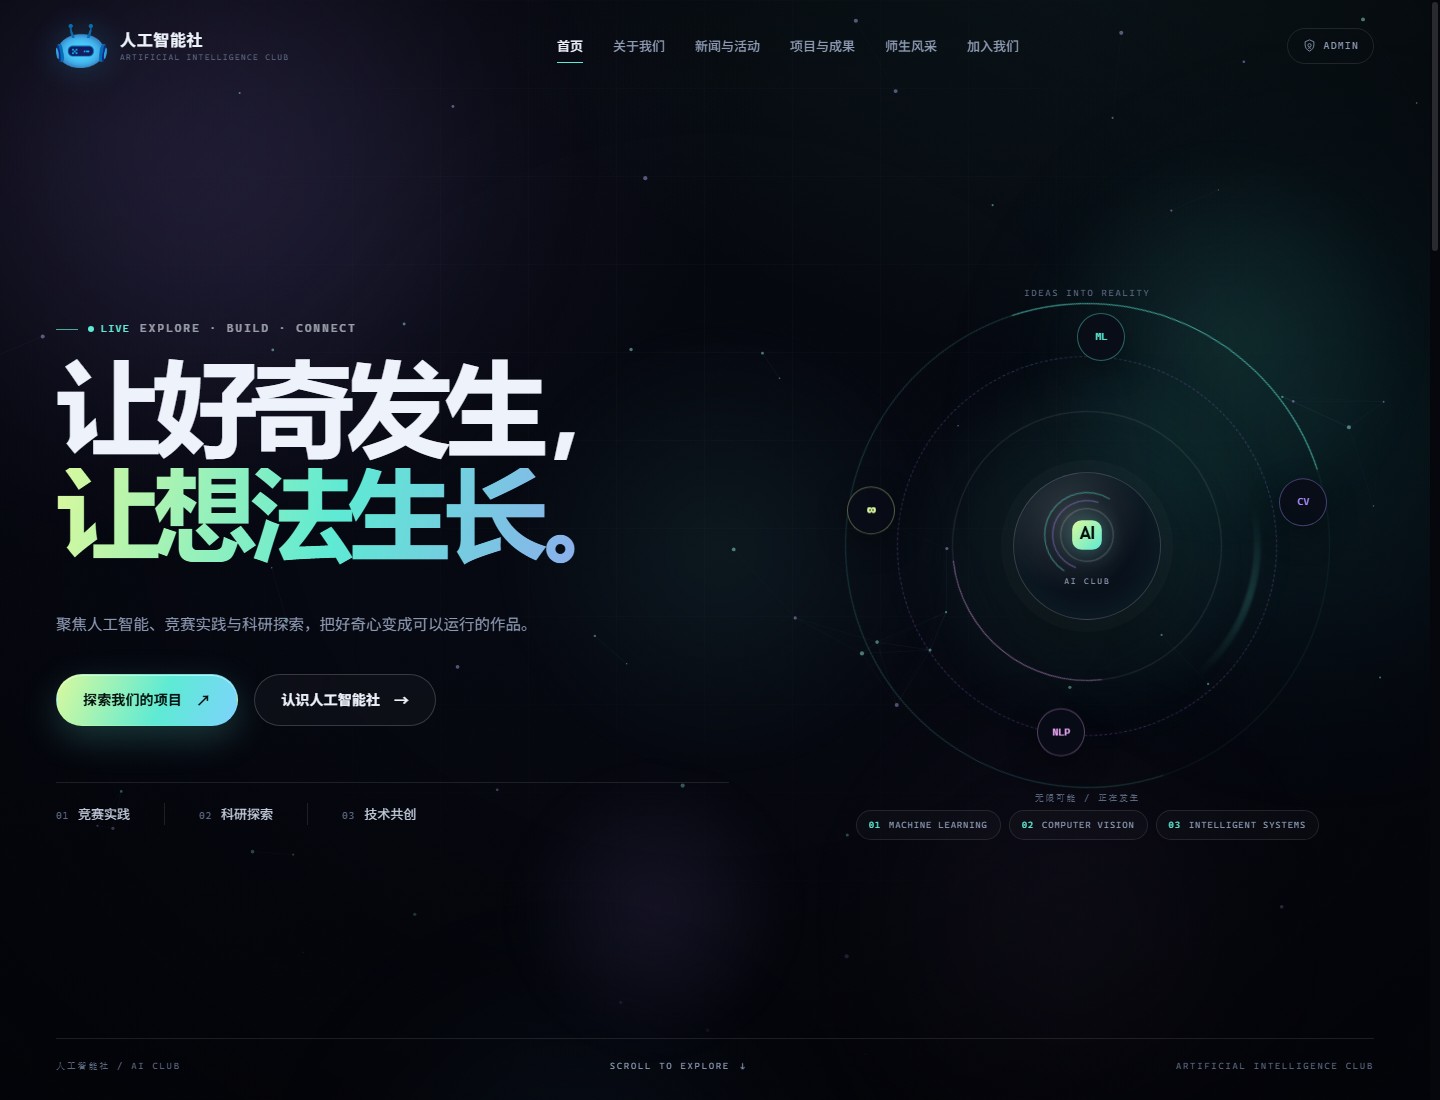 人工智能社
ARTIFICIAL INTELLIGENCE CLUB
首页 关于我们 新闻与活动 项目与成果 师生风采 加入我们
ADMIN
LIVE EXPLORE · BUILD · CONNECT
让好奇发生,
让想法生长。
聚焦人工智能、竞赛实践与科研探索，把好奇心变成可以运行的作品。
探索我们的项目 ↗
认识人工智能社 →
01 竞赛实践 02 科研探索 03 技术共创
IDEAS INTO REALITY
ML
∞
CV
AI
AI CLUB
NLP
无限可能 / 正在发生
01 MACHINE LEARNING 02 COMPUTER VISION 03 INTELLIGENT SYSTEMS
人工智能社 / AI CLUB
SCROLL TO EXPLORE ↓
ARTIFICIAL INTELLIGENCE CLUB